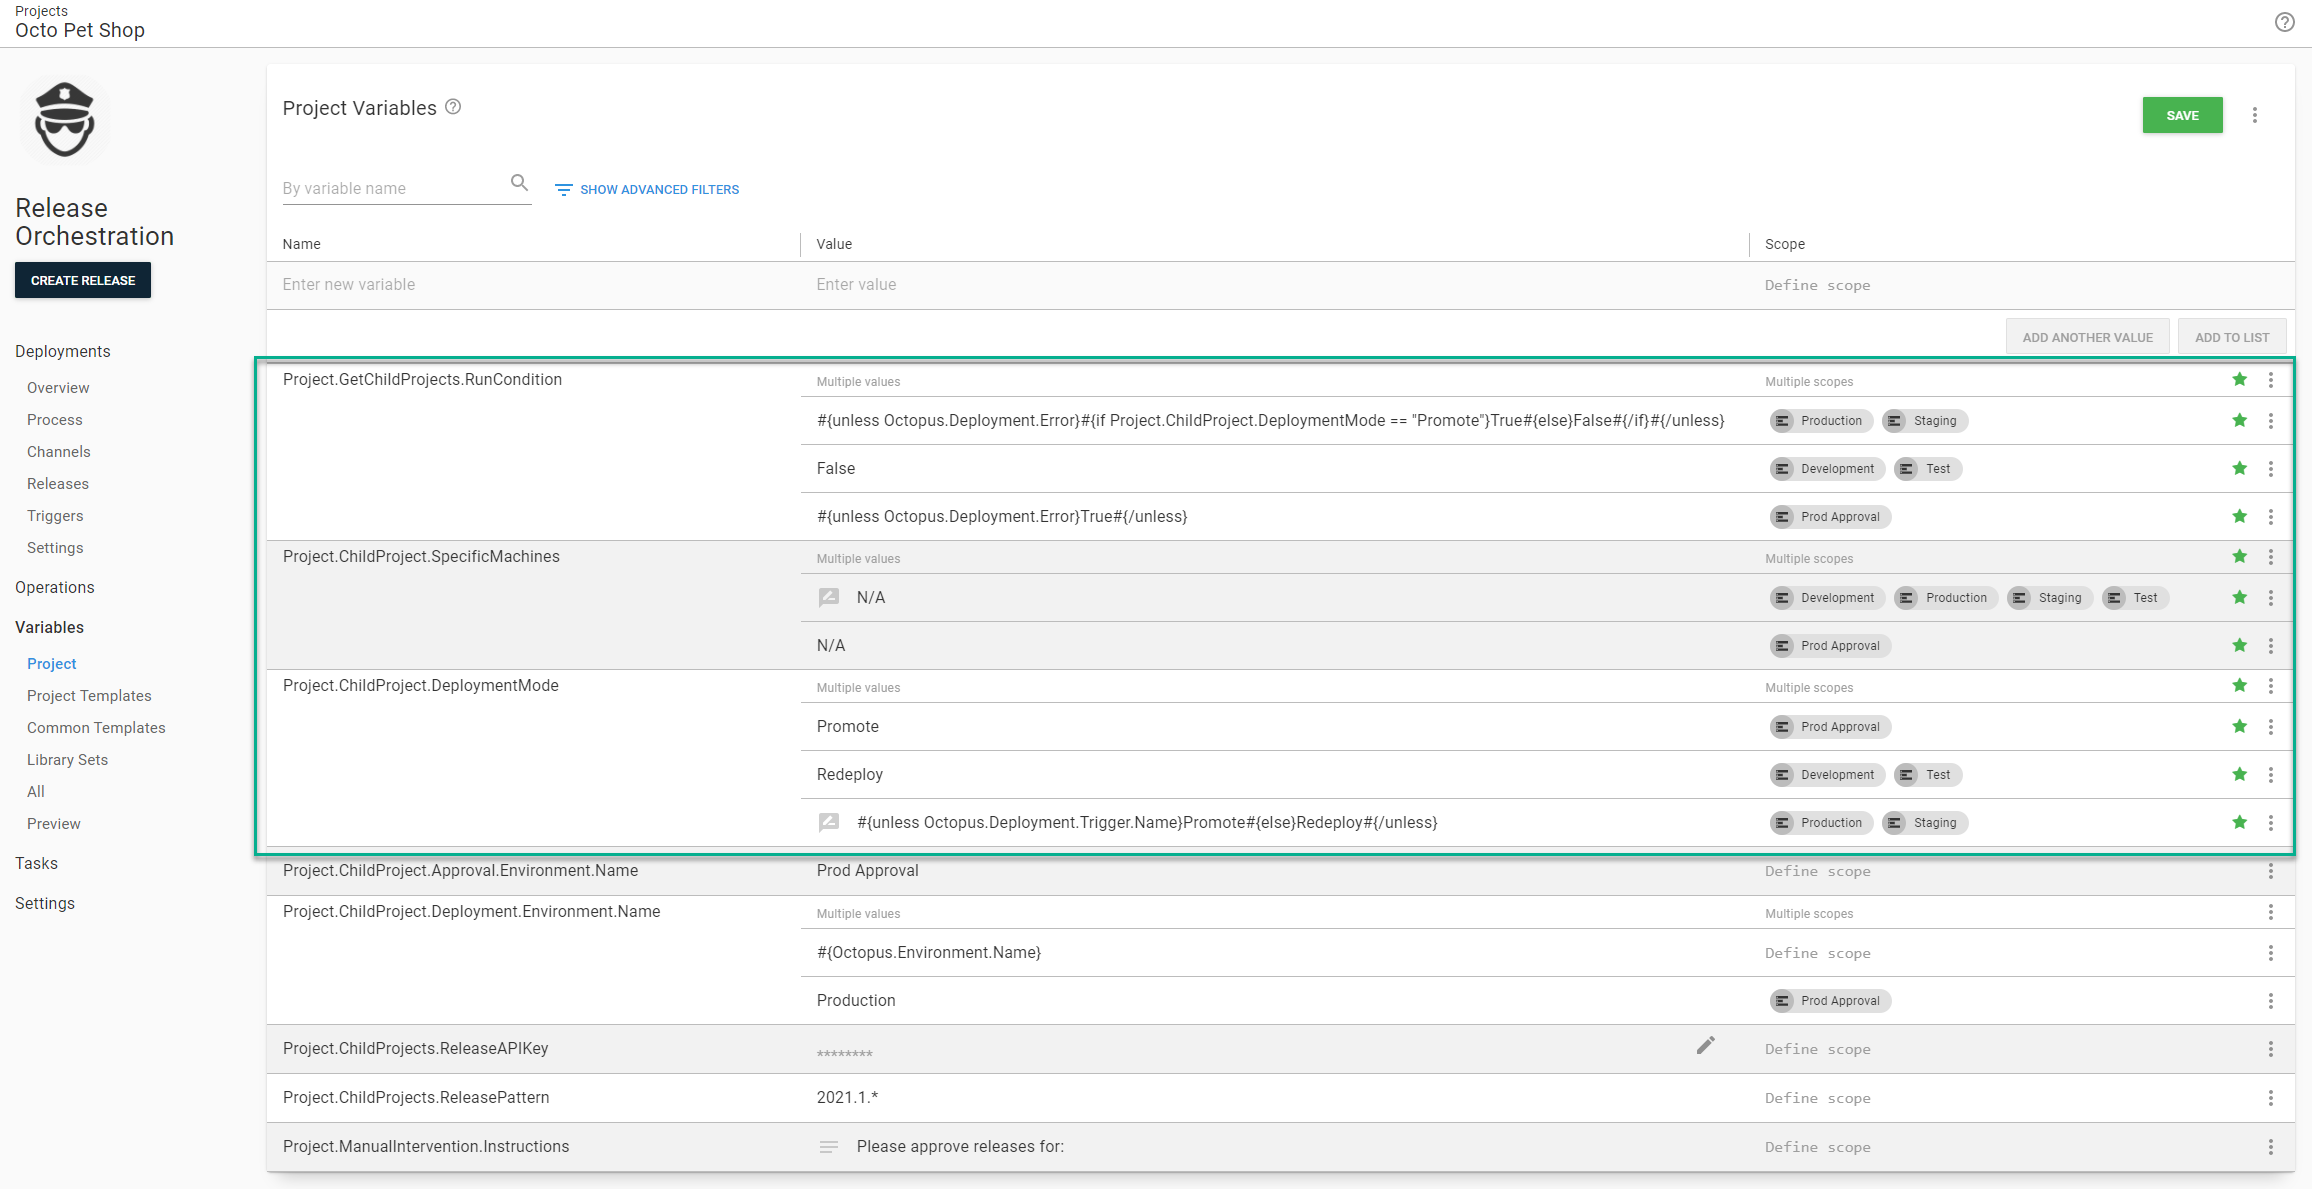 Projects
Octo Pet Shop
Release
Orchestration
CREATE RELEASE
Deployments
Overview
Process
Channels
Releases
Triggers
Settings
Operations
Variables
Project
Project Templates
Common Templates
Library Sets
All
Preview
Tasks
Settings
Project Variables
SAVE
By variable name
SHOW ADVANCED FILTERS
Name Value Scope
Enter new variable Enter value Define scope
ADD ANOTHER VALUE ADD TO LIST
Project.GetChildProjects.RunCondition Multiple values Multiple scopes
#{unless Octopus.Deployment.Error}#{if Project.ChildProject.DeploymentMode == "Promote"}True#{else}False#{/if}#{/unless} Production Staging
False Development Test
#{unless Octopus.Deployment.Error}True#{/unless} Prod Approval
Project.ChildProject.SpecificMachines Multiple values Multiple scopes
N/A Development Production Staging Test
N/A Prod Approval
Project.ChildProject.DeploymentMode Multiple values Multiple scopes
Promote Prod Approval
Redeploy Development Test
#{unless Octopus.Deployment.Trigger.Name}Promote#{else}Redeploy#{/unless} Production Staging
Project.ChildProject.Approval.Environment.Name Prod Approval Define scope
Project.ChildProject.Deployment.Environment.Name Multiple values Multiple scopes
#{Octopus.Environment.Name} Define scope
Production Prod Approval
Project.ChildProjects.ReleaseAPIKey ******** Define scope
Project.ChildProjects.ReleasePattern 2021.1.* Define scope
Project.ManualIntervention.Instructions Please approve releases for: Define scope